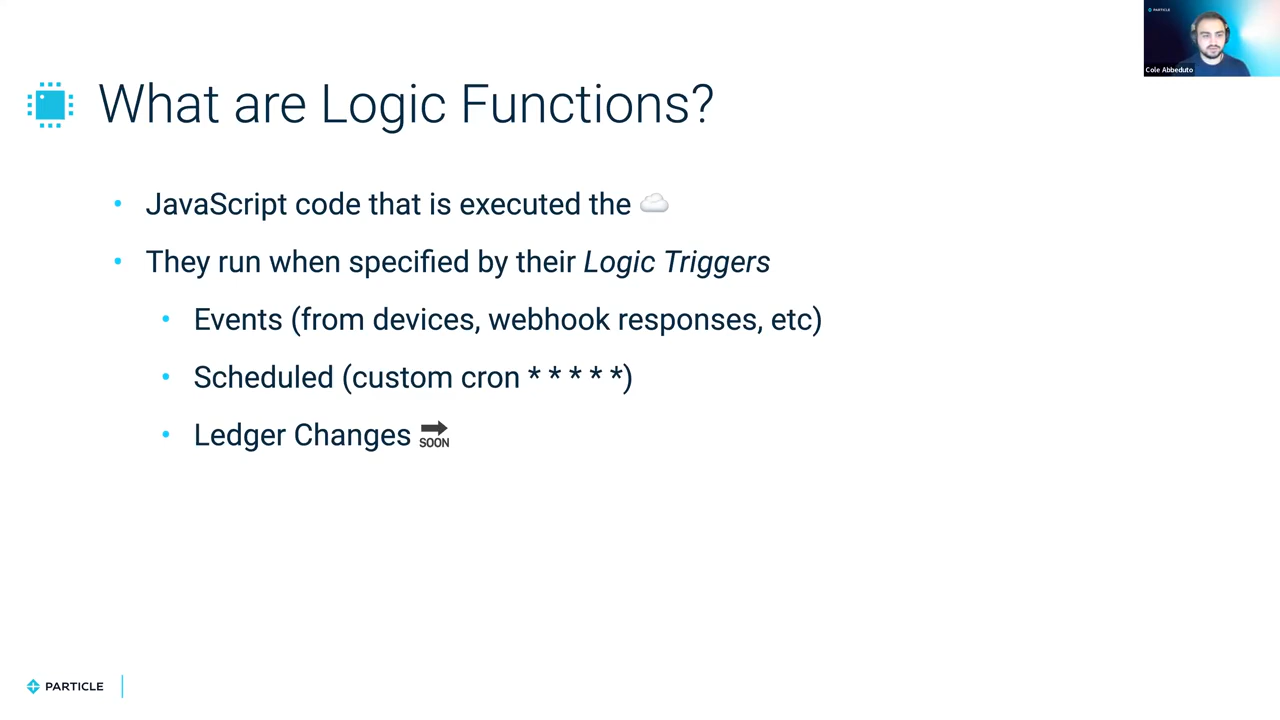 PARTICLE
Cole Abbeduto
What are Logic Functions?
• JavaScript code that is executed the ☁️
• They run when specified by their Logic Triggers
• Events (from devices, webhook responses, etc)
• Scheduled (custom cron * * * * *)
• Ledger Changes 🔜
PARTICLE